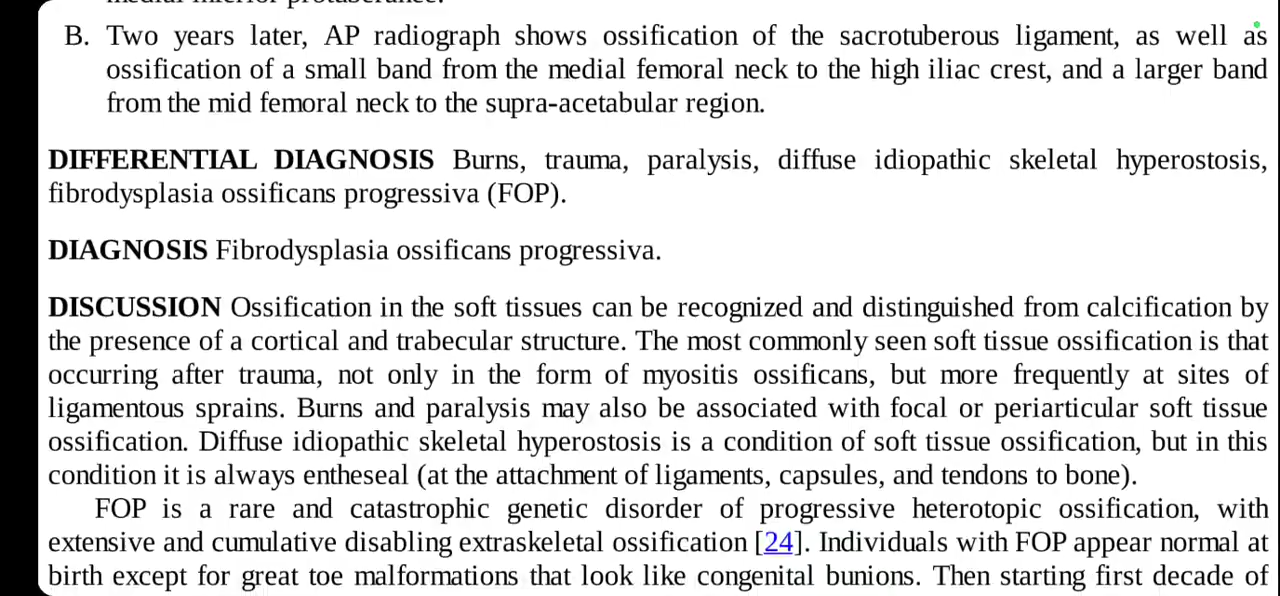 medial inferior protuberance.
B. Two years later, AP radiograph shows ossification of the sacrotuberous ligament, as well as
ossification of a small band from the medial femoral neck to the high iliac crest, and a larger band
from the mid femoral neck to the supra-acetabular region.
DIFFERENTIAL DIAGNOSIS Burns, trauma, paralysis, diffuse idiopathic skeletal hyperostosis,
fibrodysplasia ossificans progressiva (FOP).
DIAGNOSIS Fibrodysplasia ossificans progressiva.
DISCUSSION Ossification in the soft tissues can be recognized and distinguished from calcification by
the presence of a cortical and trabecular structure. The most commonly seen soft tissue ossification is that
occurring after trauma, not only in the form of myositis ossificans, but more frequently at sites of
ligamentous sprains. Burns and paralysis may also be associated with focal or periarticular soft tissue
ossification. Diffuse idiopathic skeletal hyperostosis is a condition of soft tissue ossification, but in this
condition it is always entheseal (at the attachment of ligaments, capsules, and tendons to bone).
FOP is a rare and catastrophic genetic disorder of progressive heterotopic ossification, with
extensive and cumulative disabling extraskeletal ossification [24]. Individuals with FOP appear normal at
birth except for great toe malformations that look like congenital bunions. Then starting first decade of